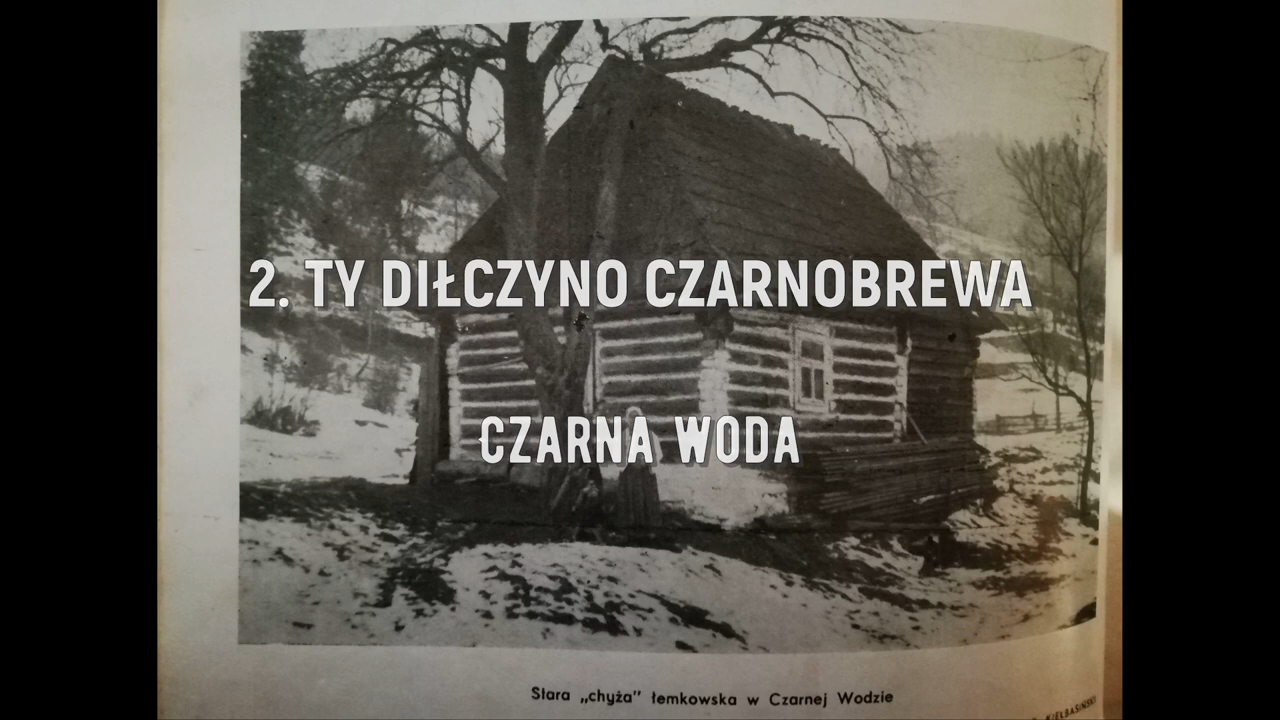 2. TY DIŁCZYNO CZARNOBREWA
CZARNA WODA
Stara „chyża” łemkowska w Czarnej Wodzie